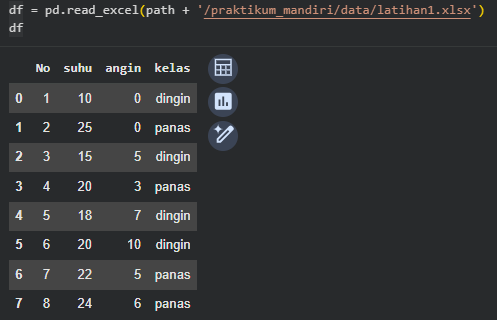 df = pd.read_excel(path + '/praktikum_mandiri/data/latihan1.xlsx')
df
No suhu angin kelas
0 1 10 0 dingin
1 2 25 0 panas
2 3 15 5 dingin
3 4 20 3 panas
4 5 18 7 dingin
5 6 20 10 dingin
6 7 22 5 panas
7 8 24 6 panas